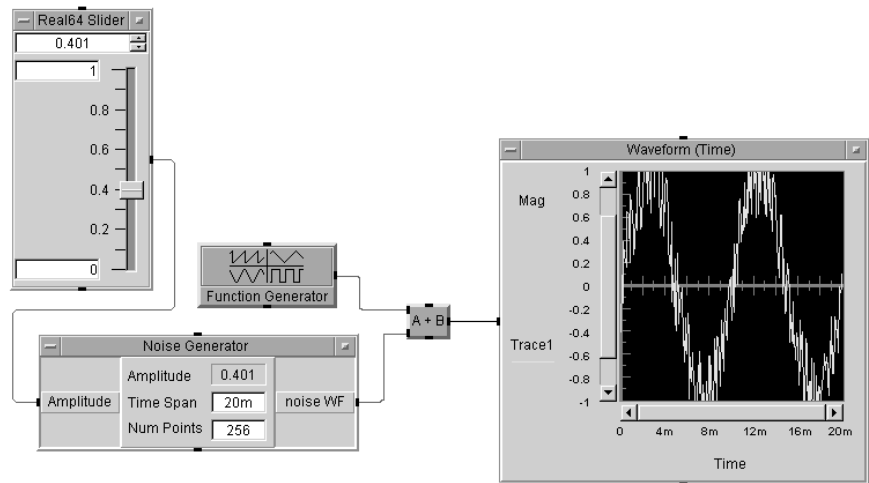 Real64 Slider
0.401
1
0.8
0.6
0.4
0.2
0
Function Generator
A + B
Noise Generator
Amplitude
Amplitude 0.401
Time Span 20m
Num Points 256
noise WF
Waveform (Time)
Mag
Trace1
1
0.8
0.6
0.4
0.2
0
-0.2
-0.4
-0.6
-0.8
-1
0 4m 8m 12m 16m 20m
Time